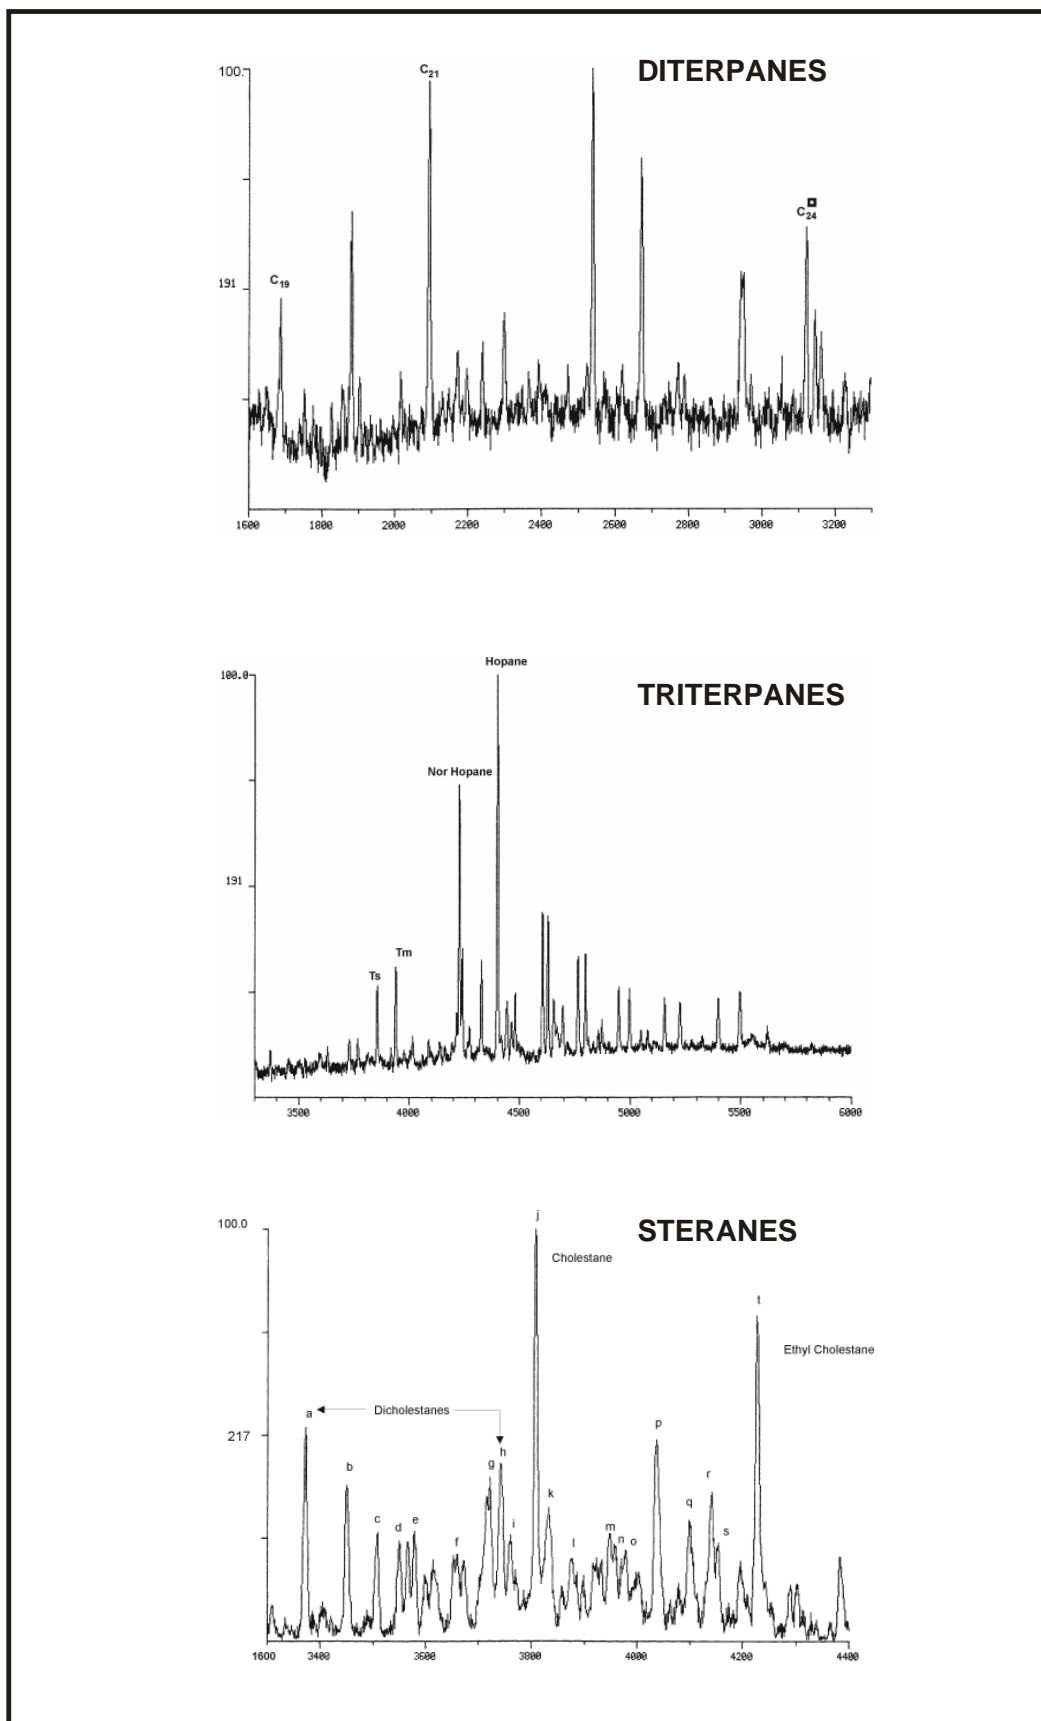 DITERPANES
100.
C21
C24
191
C19
1600 1800 2000 2200 2400 2600 2800 3000 3200
Hopane
100.0
TRITERPANES
Nor Hopane
191
Tm
Ts
3500 4000 4500 5000 5500 6000
j
100.0
STERANES
Cholestane
t
Ethyl Cholestane
a Dicholestanes
217
p
h
g
b
r
k
q
c
d e
i
m
n o
s
f
l
1600 3400 3600 3800 4000 4200 4400